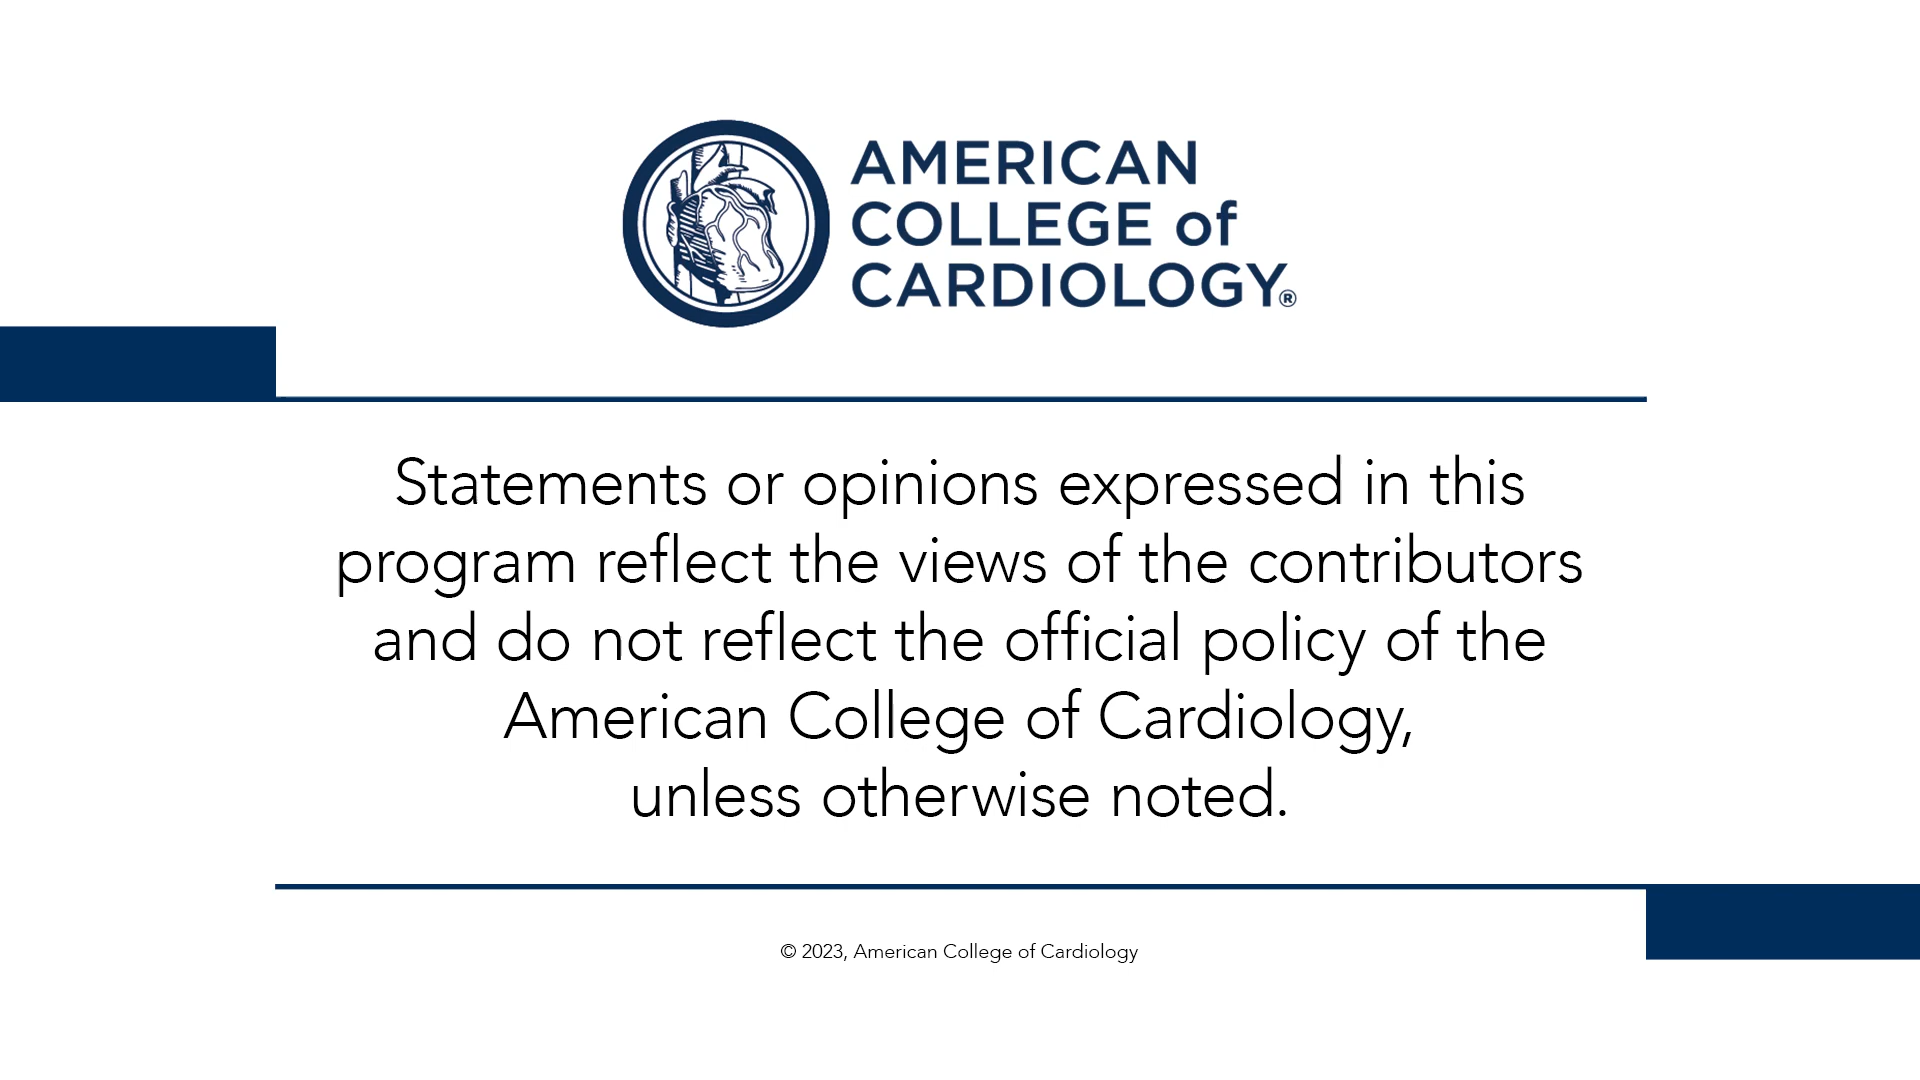 AMERICAN
COLLEGE of
CARDIOLOGY®
Statements or opinions expressed in this
program reflect the views of the contributors
and do not reflect the official policy of the
American College of Cardiology,
unless otherwise noted.
© 2023, American College of Cardiology